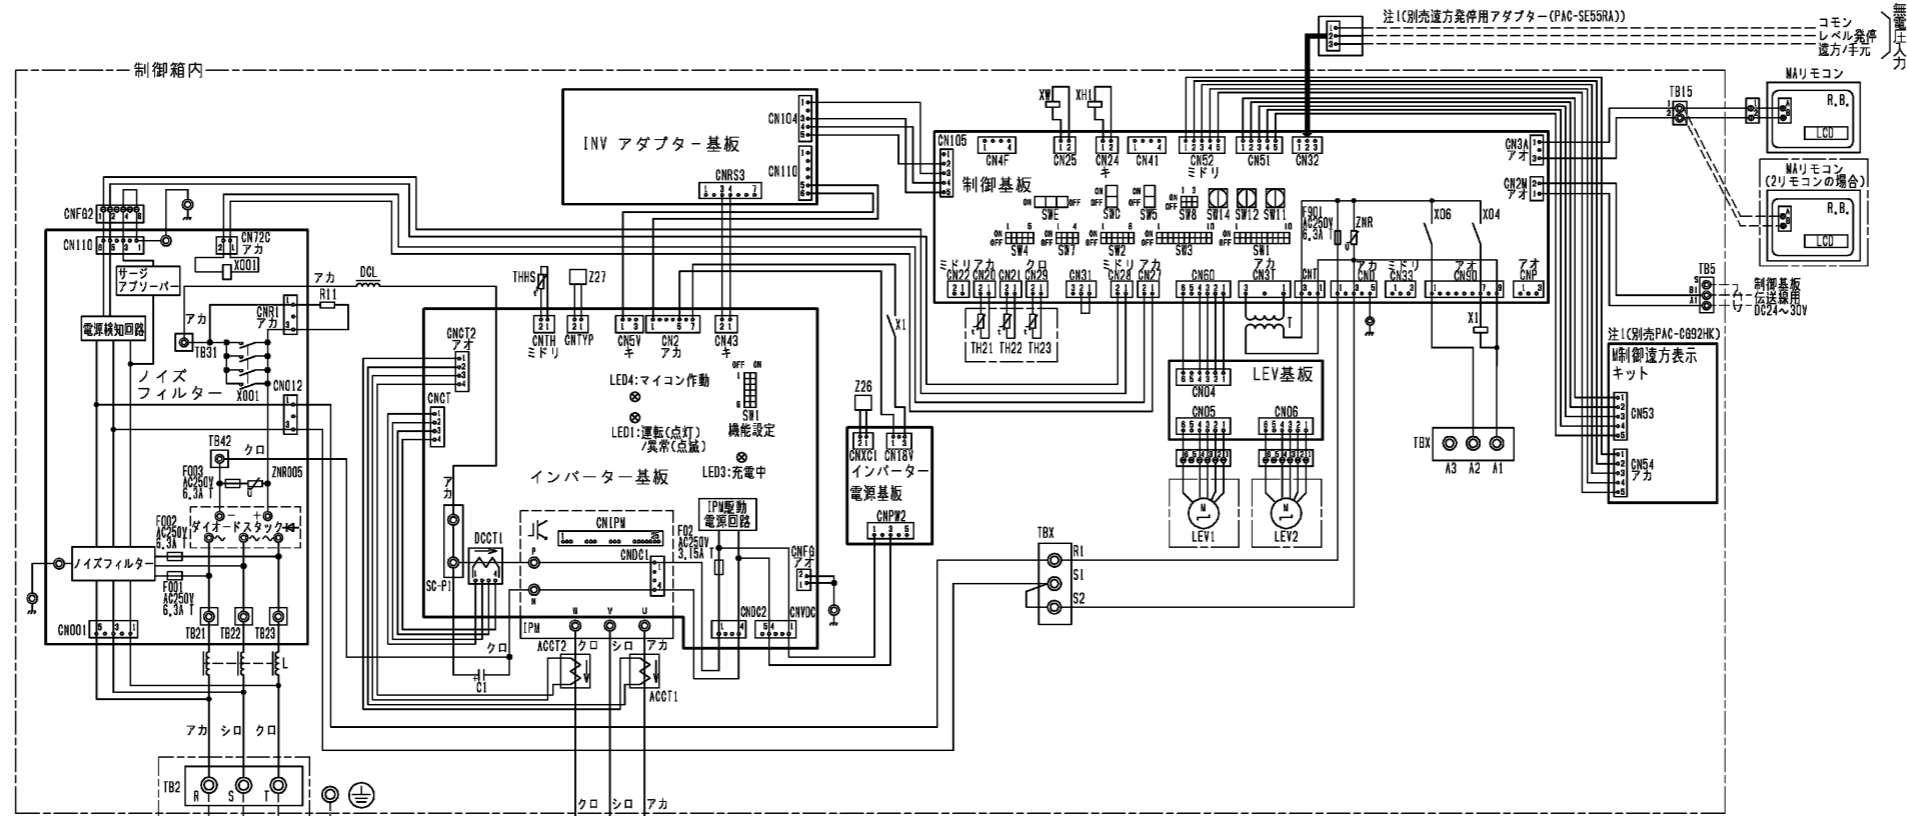 注1(別売遠方発停用アダプター(PAC-SE55RA))
コモン
レベル発停
遠方/手元
無電圧入力
制御箱内
MAリモコン
TB15
R.B.
LCD
MAリモコン
(2リモコンの場合)
R.B.
LCD
INV アダプター基板
CN104
CN110
CNRS3
XW
XH1
CN105
CN4F
CN25
キ
CN24
キ
CN41
CN52
ミドリ
CN51
CN32
CN3A
アオ
CN2M
アオ
制御基板
SWE
SWC
SW5
SW8
SW14
SW12
SW11
SW4
SW7
SW2
SW3
SW1
F901
AC250V
6.3A T
ZNR
X06
X04
ミドリ
CN22
アカ
CN20
CN21
クロ
CN29
CN31
ミドリ
CN28
アカ
CN27
CN60
アカ
CN3T
CNT
アカ
CND
ミドリ
CN33
アオ
CN90
アオ
CNP
TH21
TH22
TH23
T
X1
TB5
S
B1
A1
制御基板
伝送線用
DC24～30V
注1(別売PAC-CG92HK)
M制御遠方表示
キット
CN53
CN54
アカ
CNFG2
CN110
CN72C
アカ
X001
サージ
アブソーバー
電源検知回路
アカ
DCL
R11
CNR1
アカ
アカ
TB31
ノイズ
フィルター
X001
CN012
TB42
クロ
F003
AC250V
6.3A T
ZNR005
ダイオードスタック
F002
AC250V
6.3A
ノイズフィルター
F001
AC250V
6.3A T
CN001
TB21
TB22
TB23
L
アカ
シロ
クロ
TB2
R
S
T
THHS
Z27
CNTH
ミドリ
CNTYP
CN5V
キ
CN2
アカ
CN43
キ
X1
CNCT2
アオ
CNCT
LED4:マイコン作動
LED1:運転(点灯)
/異常(点滅)
LED3:充電中
OFF ON
SW1
機能設定
インバーター基板
アカ
SC-P1
DCCT1
CNIPM
P
N
CNDC1
IPM
W
V
U
IPM駆動
電源回路
F02
AC250V
3.15A T
CNFG
アオ
CNDC2
CNVDC
クロ
C1
ACCT2
クロ
シロ
アカ
ACCT1
クロ
シロ
アカ
Z26
CNXC1
CN18V
インバーター
電源基板
CNPW2
LEV基板
CN04
CN05
CN06
M
LEV1
M
LEV2
TBX
A3
A2
A1
TBX
R1
S1
S2